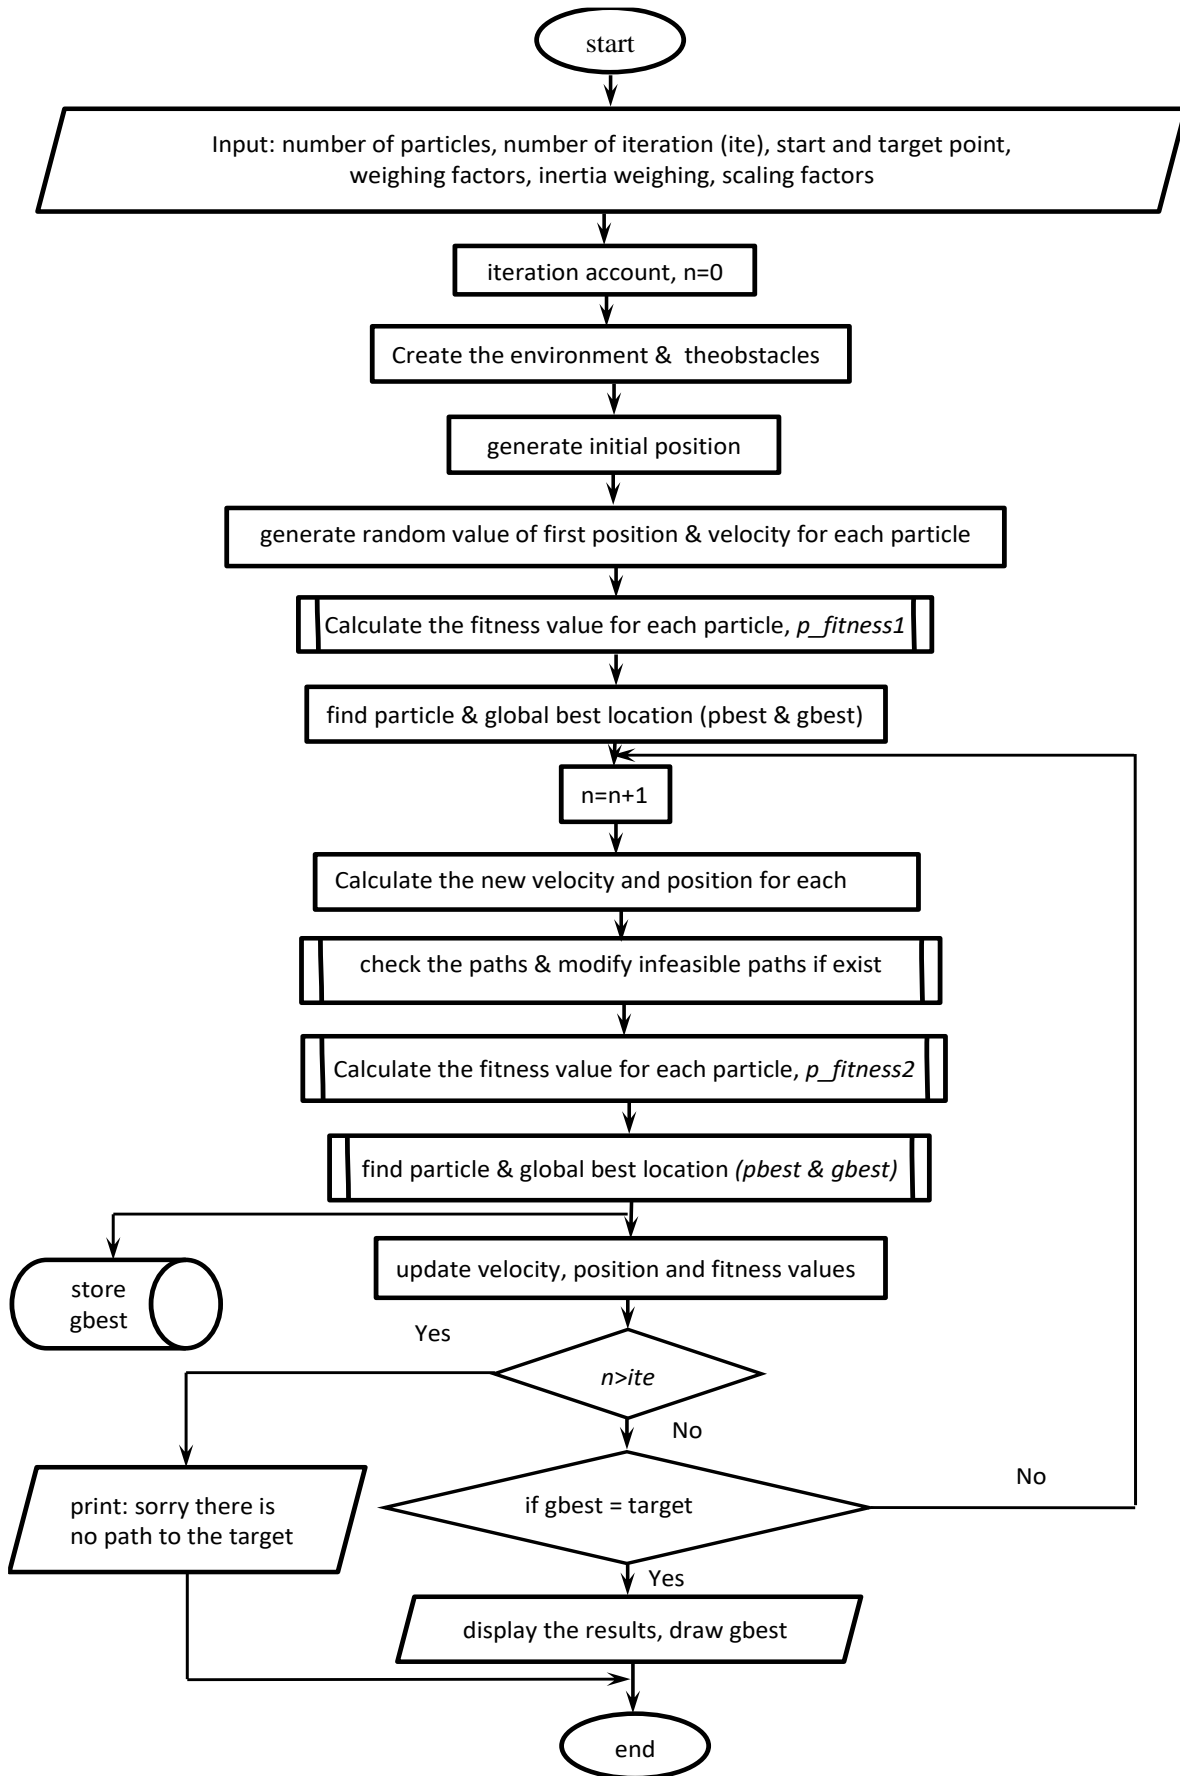 start
Input: number of particles, number of iteration (ite), start and target point,
weighing factors, inertia weighing, scaling factors
iteration account, n=0
Create the environment & theobstacles
generate initial position
generate random value of first position & velocity for each particle
Calculate the fitness value for each particle, p_fitness1
find particle & global best location (pbest & gbest)
n=n+1
Calculate the new velocity and position for each
check the paths & modify infeasible paths if exist
Calculate the fitness value for each particle, p_fitness2
find particle & global best location (pbest & gbest)
store
gbest
update velocity, position and fitness values
Yes
n>ite
No
No
print: sorry there is
no path to the target
if gbest = target
Yes
display the results, draw gbest
end